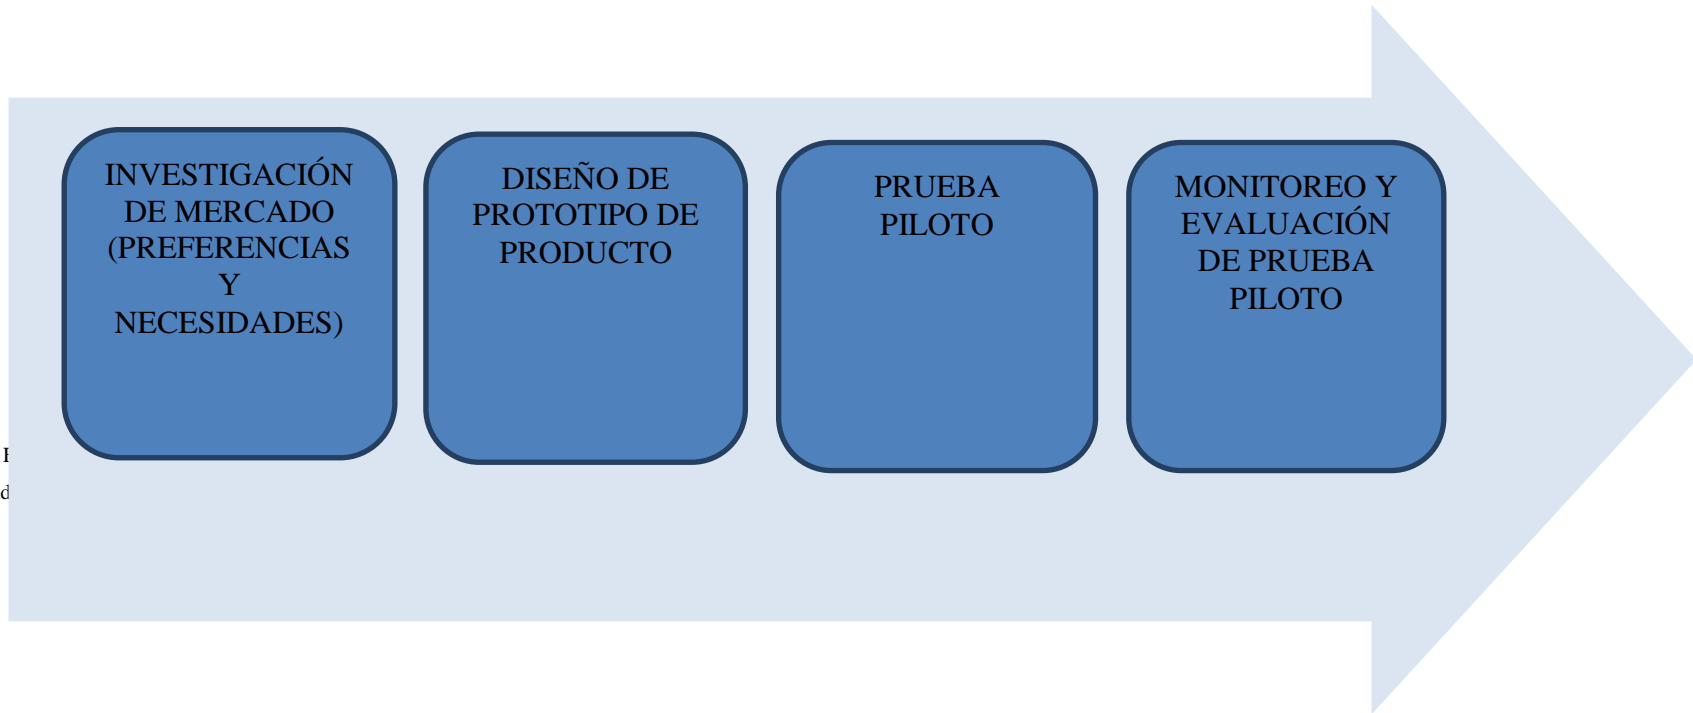 INVESTIGACIÓN
DE MERCADO
(PREFERENCIAS
Y
NECESIDADES)
DISEÑO DE
PROTOTIPO DE
PRODUCTO
PRUEBA
PILOTO
MONITOREO Y
EVALUACIÓN
DE PRUEBA
PILOTO